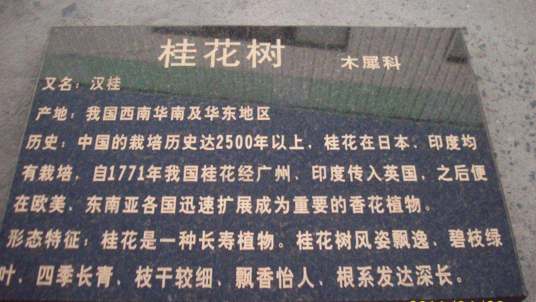 桂花树 木犀科
又名：汉桂
产地：我国西南华南及华东地区
历史：中国的栽培历史达2500年以上，桂花在日本、印度均
有栽培，自1771年我国桂花经广州、印度传入英国，之后便
在欧美、东南亚各国迅速扩展成为重要的香花植物。
形态特征：桂花是一种长寿植物。桂花树风姿飘逸、碧枝绿
叶，四季长青，枝干较细、飘香怡人，根系发达深长。